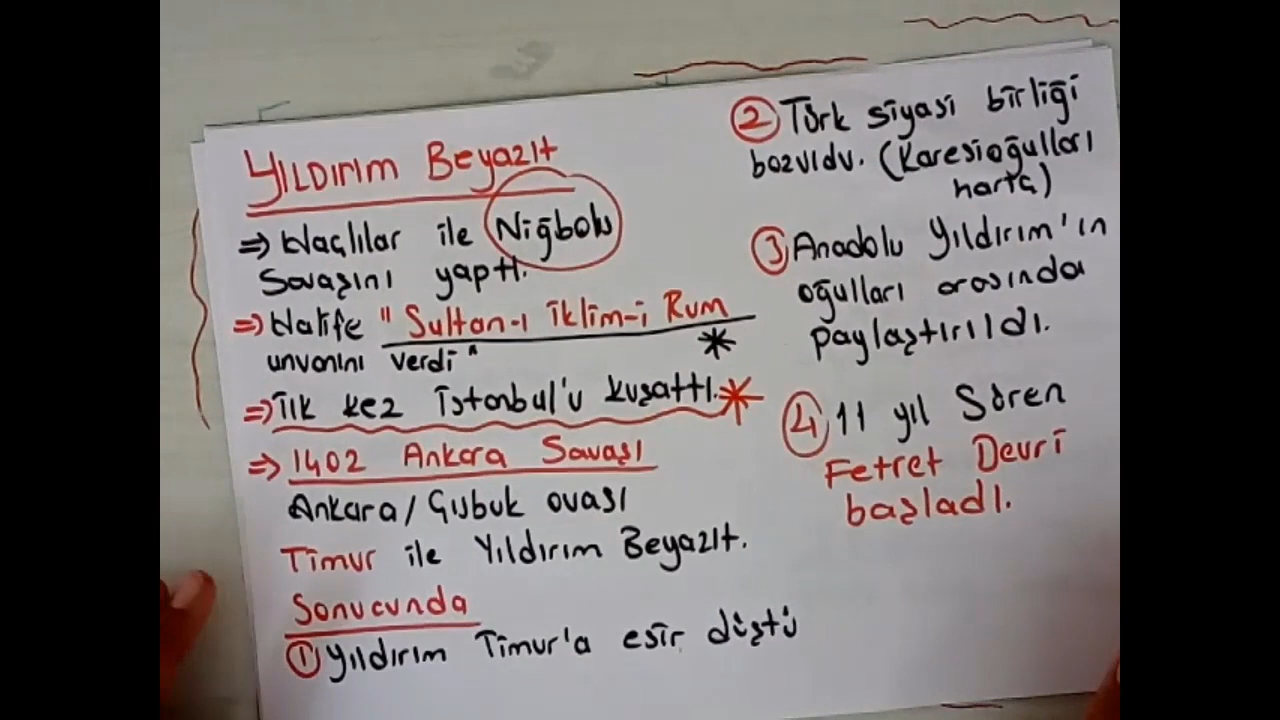 YILDIRIM Beyazıt
⇒ Haçlılar ile Niğbolu
Savaşını yaptı.
⇒ Halife "Sultan-ı İklim-i Rum
unvanını verdi"
*
⇒ İlk kez İstanbul'u kuşattı. *
⇒ 1402 Ankara Savaşı
Ankara/Çubuk ovası
Timur ile Yıldırım Beyazıt.
Sonucunda
① Yıldırım Timur'a esir düştü
② Türk siyasi birliği
bozuldu. (Karesioğulları
hariç)
③ Anadolu Yıldırım'ın
oğulları arasında
paylaştırıldı.
④ 11 yıl Süren
Fetret Devri
başladı.